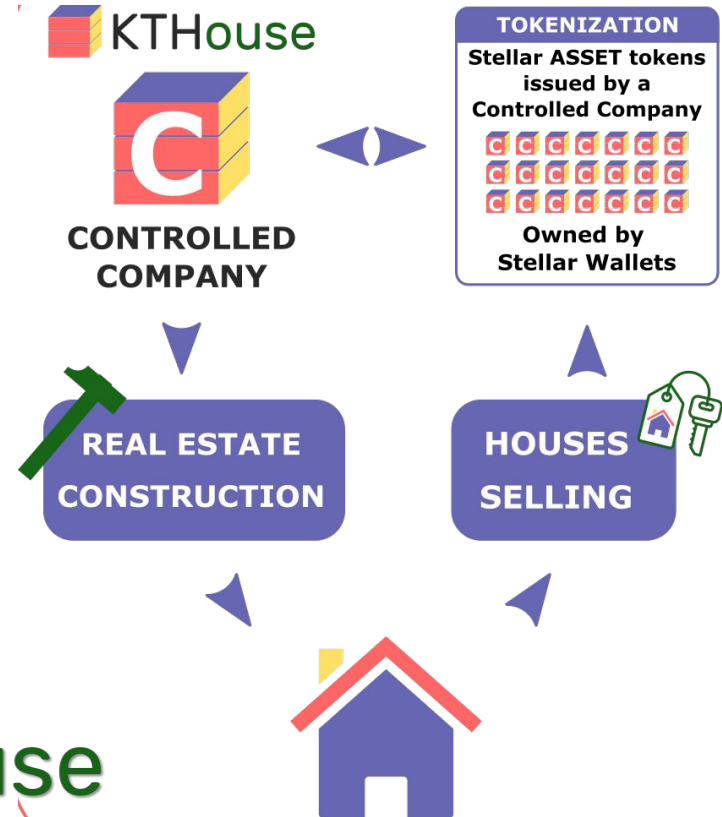 KTHouse
C
CONTROLLED
COMPANY
TOKENIZATION
Stellar ASSET tokens
issued by a
Controlled Company
C C C C C C C
C C C C C C C
C C C C C C C
Owned by
Stellar Wallets
REAL ESTATE
CONSTRUCTION
HOUSES
SELLING
use